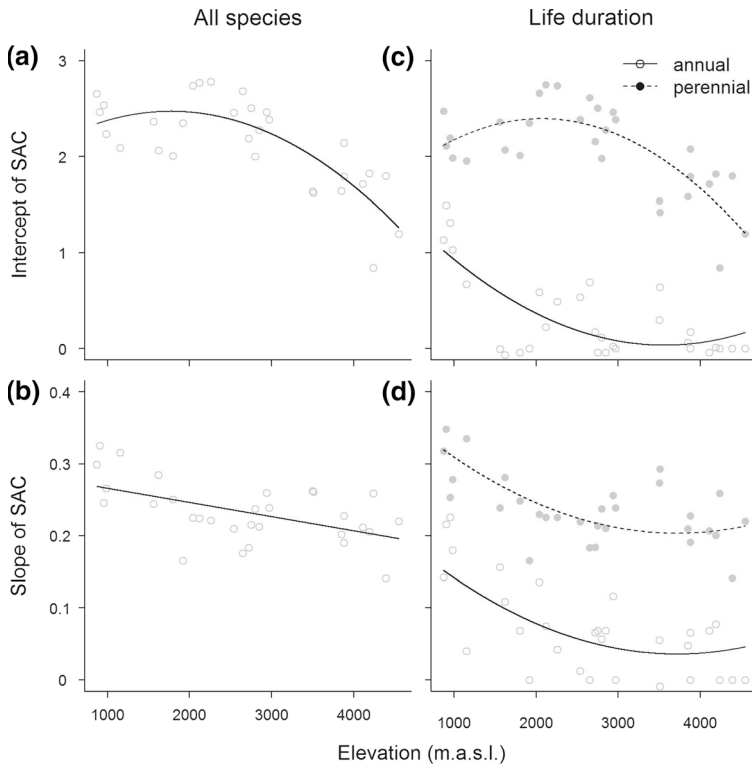 All species
Life duration
(a)
(c)
annual
perennial
3
2
1
0
Intercept of SAC
(b)
(d)
0.4
0.3
0.2
0.1
0
Slope of SAC
1000 2000 3000 4000
1000 2000 3000 4000
Elevation (m.a.s.l.)